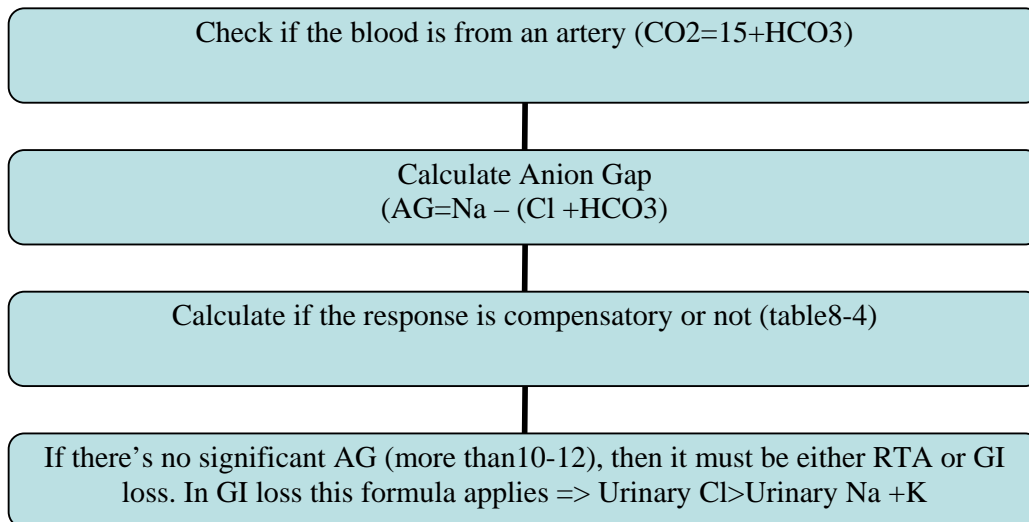 Check if the blood is from an artery (CO2=15+HCO3)
Calculate Anion Gap
(AG=Na – (Cl +HCO3)
Calculate if the response is compensatory or not (table8-4)
If there’s no significant AG (more than10-12), then it must be either RTA or GI
loss. In GI loss this formula applies => Urinary Cl>Urinary Na +K